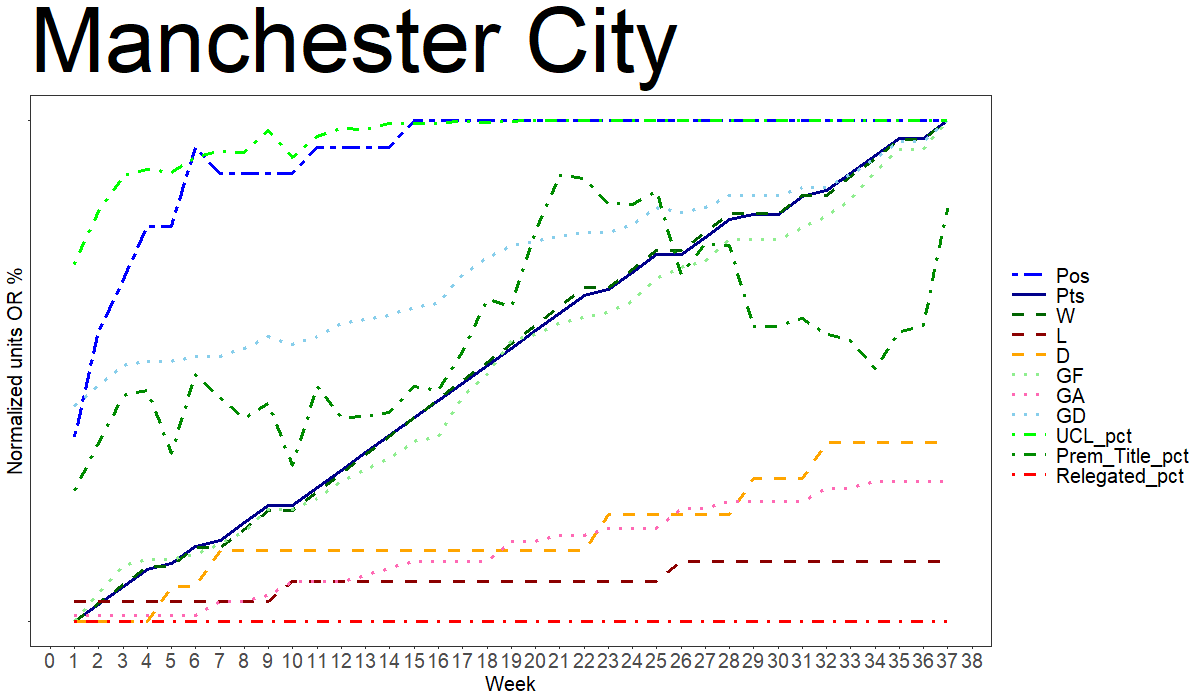 Manchester City
Normalized units OR %
0 1 2 3 4 5 6 7 8 9 10 11 12 13 14 15 16 17 18 19 20 21 22 23 24 25 26 27 28 29 30 31 32 33 34 35 36 37 38
Week
Pos
Pts
W
L
D
GF
GA
GD
UCL_pct
Prem_Title_pct
Relegated_pct